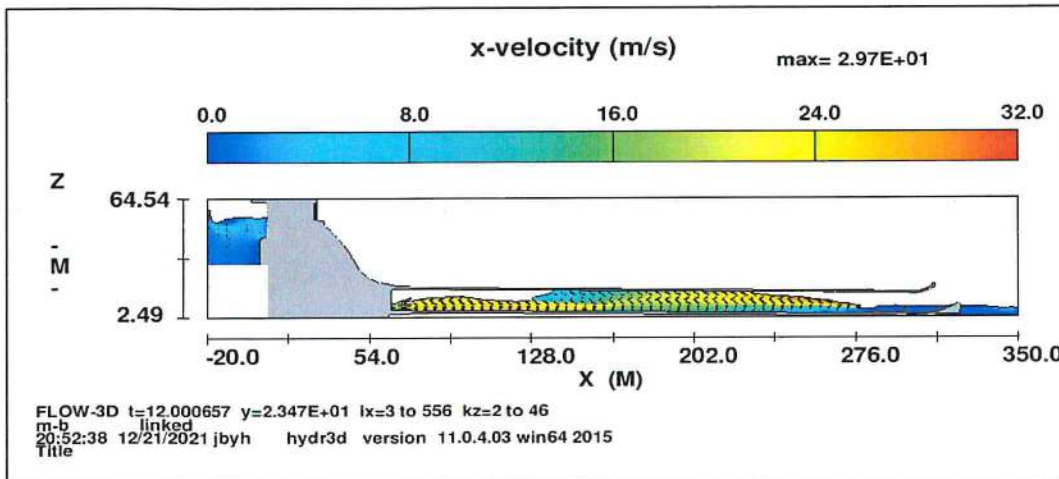 x-velocity (m/s)
max= 2.97E+01
0.0 8.0 16.0 24.0 32.0
Z
64.54
-
M
-
2.49
-20.0 54.0 128.0 202.0 276.0 350.0
X (M)
FLOW-3D t=12.000657 y=2.347E+01 ix=3 to 556 kz=2 to 46
m-b linked
20:52:38 12/21/2021 jbyh hydr3d version 11.0.4.03 win64 2015
Title